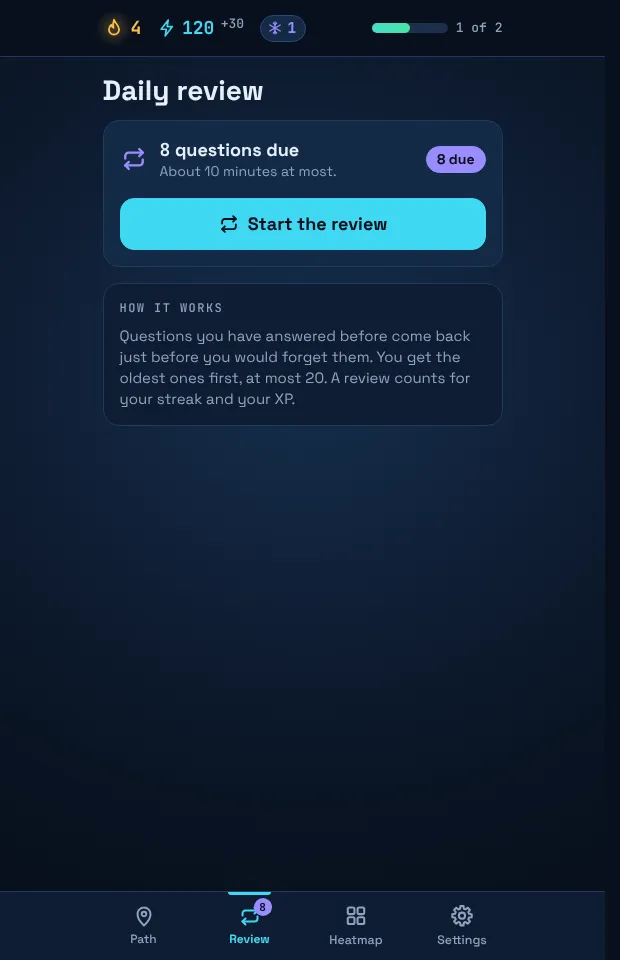 4 120 +30 1 1 of 2
Daily review
8 questions due
About 10 minutes at most.
8 due
Start the review
HOW IT WORKS
Questions you have answered before come back
just before you would forget them. You get the
oldest ones first, at most 20. A review counts for
your streak and your XP.
8
Path Review Heatmap Settings